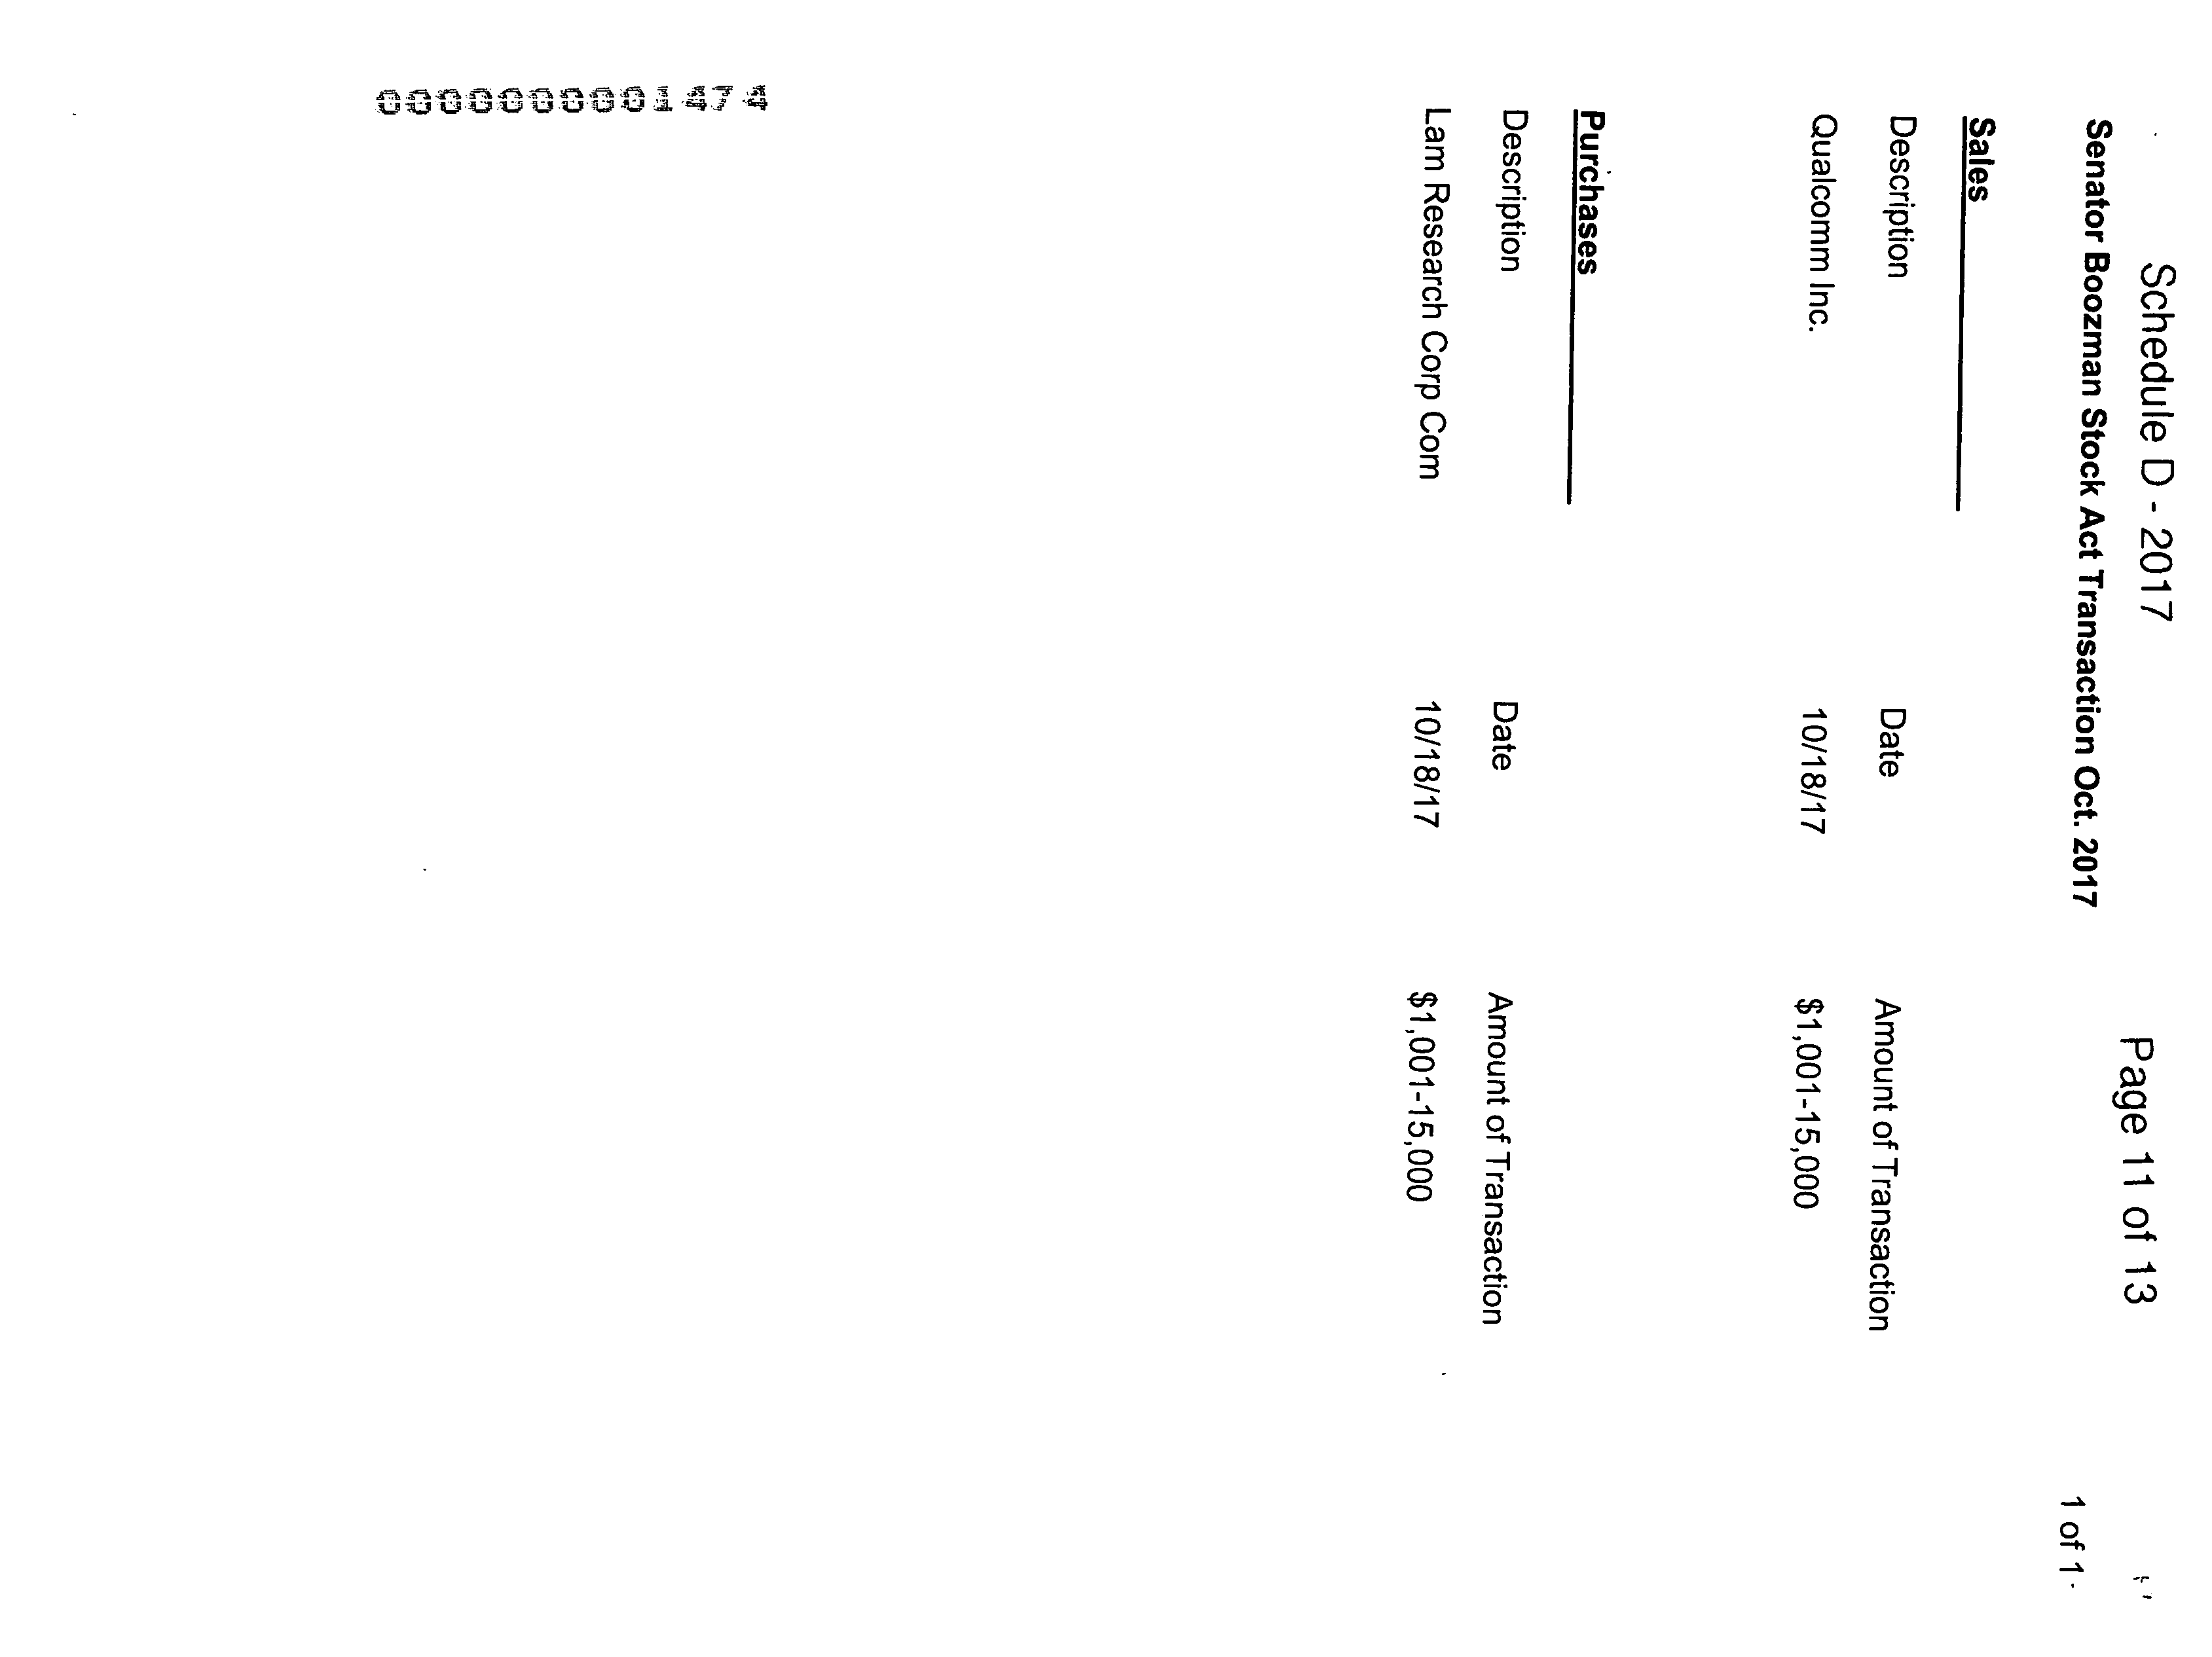 Schedule D - 2017 Page 11 of 13
Senator Boozman Stock Act Transaction Oct. 2017 1 of 1
Sales
Description Date Amount of Transaction
Qualcomm Inc. 10/18/17 $1,001-15,000
Purchases
Description Date Amount of Transaction
Lam Research Corp Com 10/18/17 $1,001-15,000
0000000001474